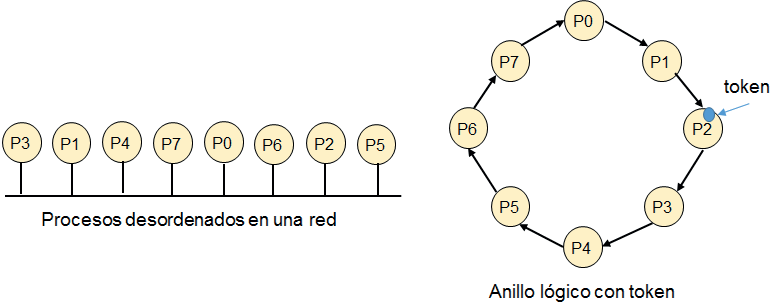 P3 P1 P4 P7 P0 P6 P2 P5
Procesos desordenados en una red
P0
P7
P1
token
P6
P2
P5
P3
P4
Anillo lógico con token